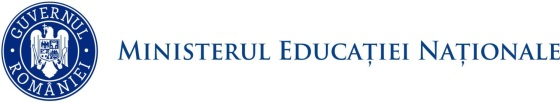 GUVERNUL
ROMÂNIEI
MINISTERUL EDUCAȚIEI NAȚIONALE